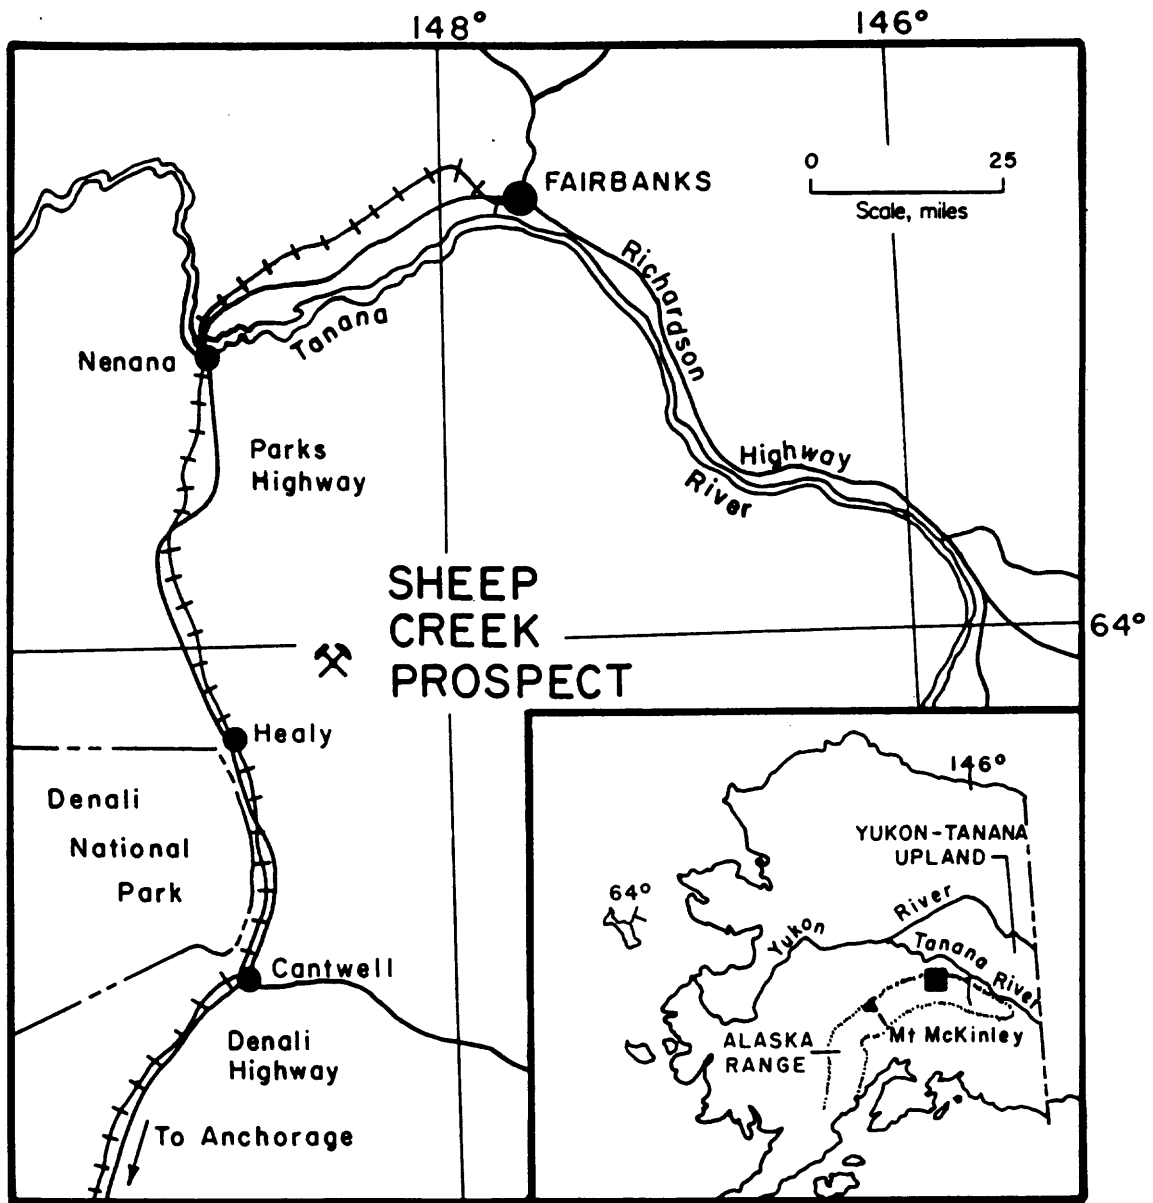 148°
146°
FAIRBANKS
0 25
Scale, miles
Richardson
Tanana
Nenana
Parks
Highway
Highway
River
SHEEP
CREEK
PROSPECT
64°
Healy
Denali
National
Park
Cantwell
Denali
Highway
To Anchorage
146°
YUKON-TANANA
UPLAND
64°
River
Yukon
Tanana River
Mt McKinley
ALASKA
RANGE